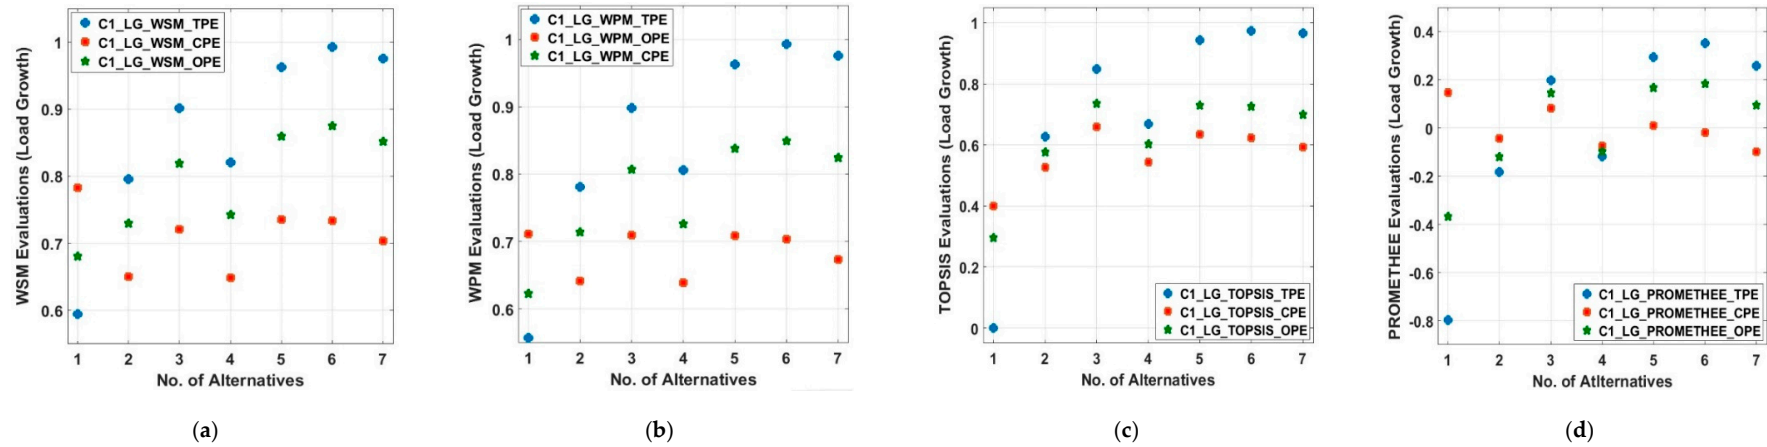 C1_LG_WSM_TPE
C1_LG_WSM_CPE
C1_LG_WSM_OPE
WSM Evaluations (Load Growth)
1
0.9
0.8
0.7
0.6
1 2 3 4 5 6 7
No. of Alternatives
(a)
C1_LG_WPM_TPE
C1_LG_WPM_OPE
C1_LG_WPM_CPE
WPM Evaluations (Load Growth)
1
0.9
0.8
0.7
0.6
1 2 3 4 5 6 7
No. of Alternatives
(b)
TOPSIS Evaluations (Load Growth)
1
0.8
0.6
0.4
0.2
0
C1_LG_TOPSIS_TPE
C1_LG_TOPSIS_CPE
C1_LG_TOPSIS_OPE
1 2 3 4 5 6 7
No. of Alternatives
(c)
PROMETHEE Evaluations (Load Growth)
0.4
0.2
0
-0.2
-0.4
-0.6
-0.8
C1_LG_PROMETHEE_TPE
C1_LG_PROMETHEE_CPE
C1_LG_PROMETHEE_OPE
1 2 3 4 5 6 7
No. of Atlternatives
(d)